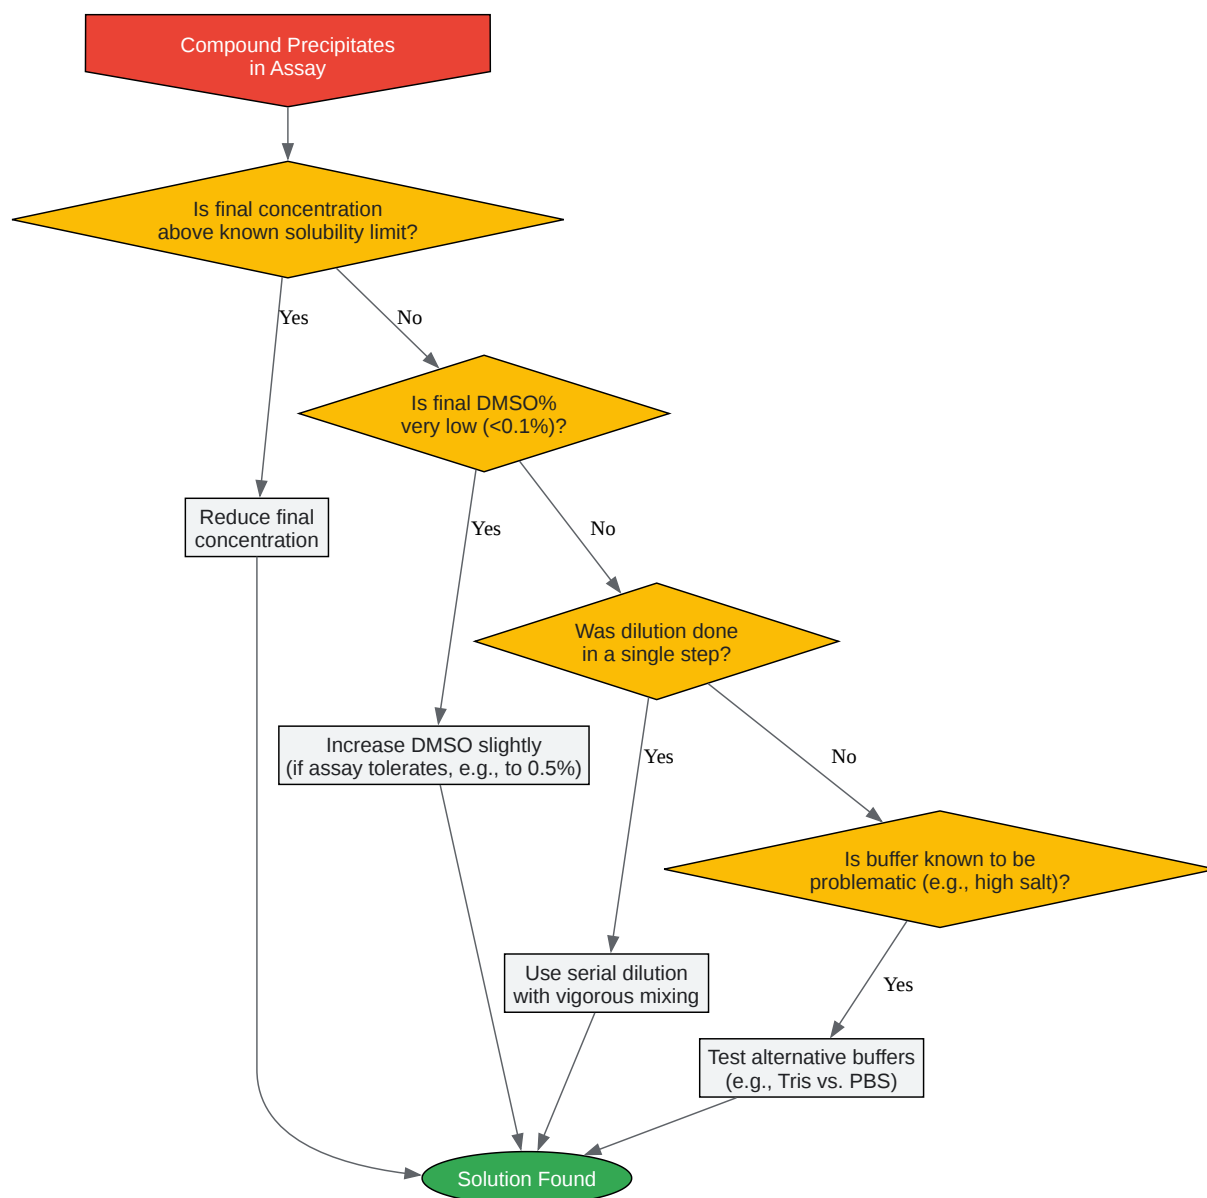 Compound Precipitates
in Assay
Is final concentration
above known solubility limit?
Yes
No
Is final DMSO%
very low (<0.1%)?
Reduce final
concentration
Yes
No
Was dilution done
in a single step?
Increase DMSO slightly
(if assay tolerates, e.g., to 0.5%)
Yes
No
Is buffer known to be
problematic (e.g., high salt)?
Use serial dilution
with vigorous mixing
Yes
Test alternative buffers
(e.g., Tris vs. PBS)
Solution Found